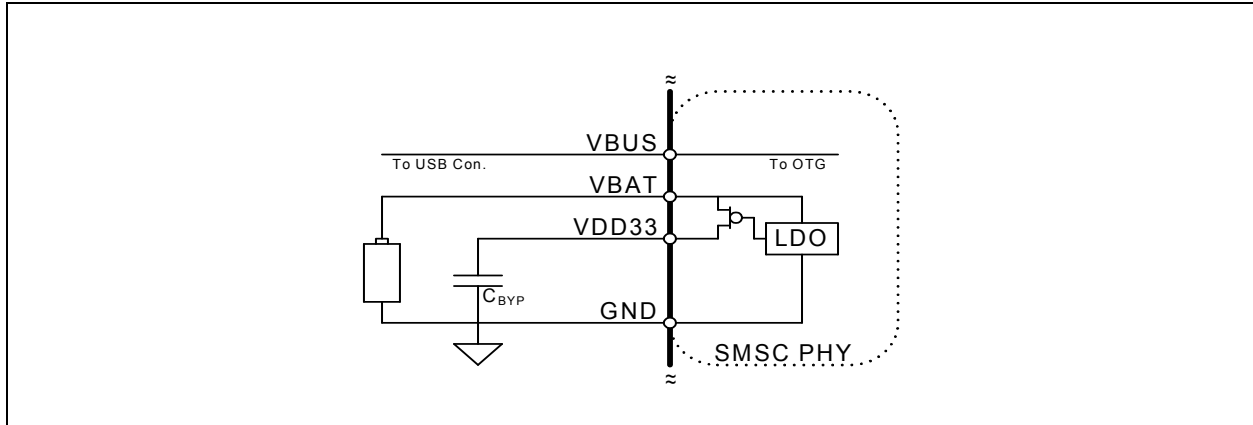 ≈
VBUS
To USB Con.
To OTG
VBAT
VDD33
LDO
CBYP
GND
SMSC PHY
≈